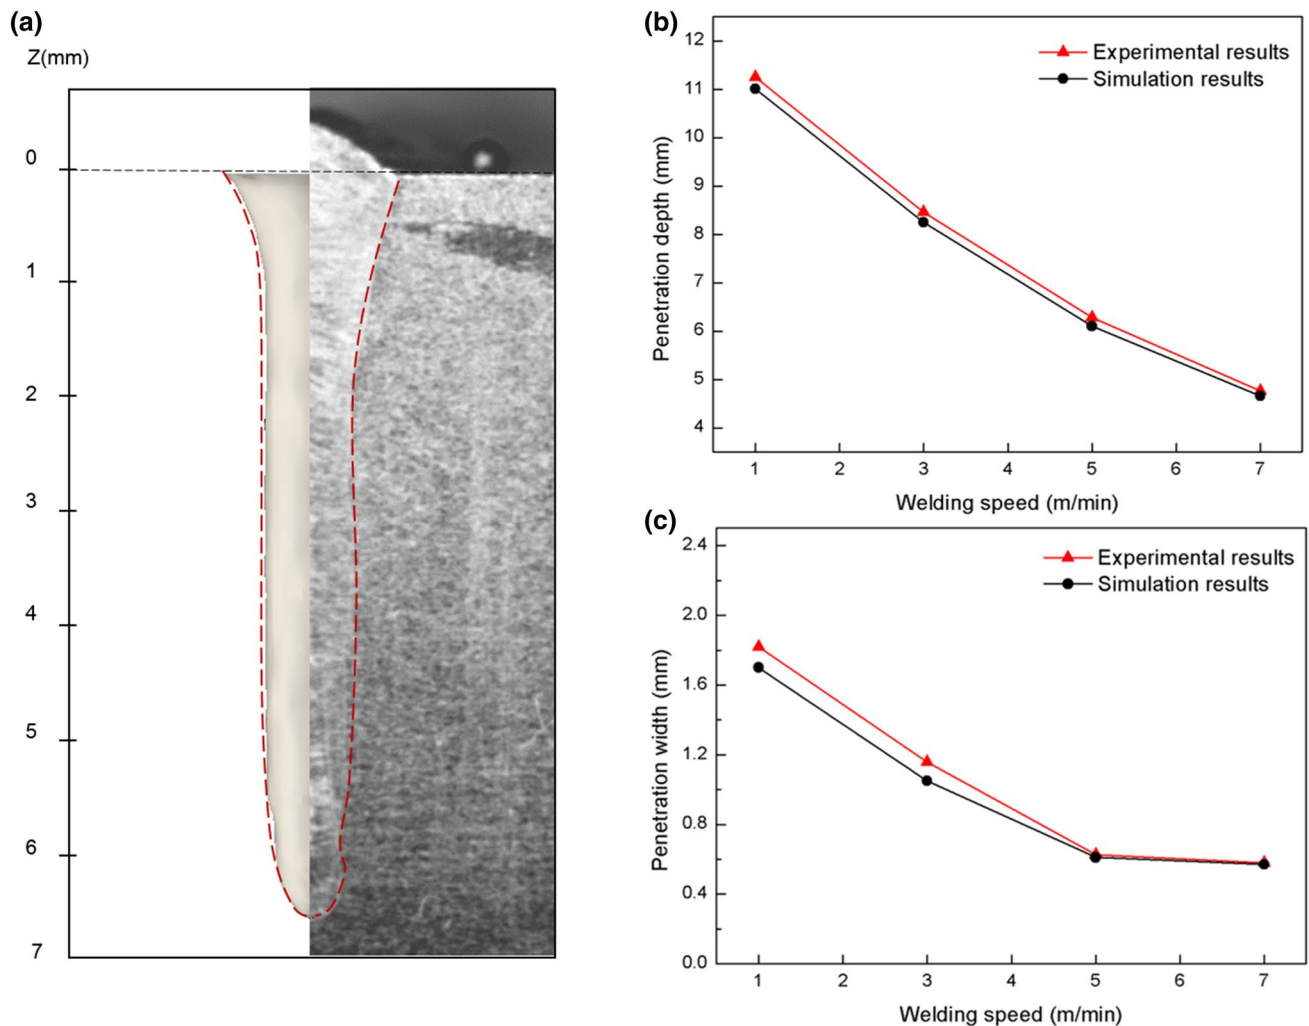 (a)
Z(mm)
0
1
2
3
4
5
6
7
(b)
Experimental results
Simulation results
12
11
10
9
8
7
6
5
4
Penetration depth (mm)
1 2 3 4 5 6 7
Welding speed (m/min)
(c)
Experimental results
Simulation results
2.4
2.0
1.6
1.2
0.8
0.4
0.0
Penetration width (mm)
1 2 3 4 5 6 7
Welding speed (m/min)